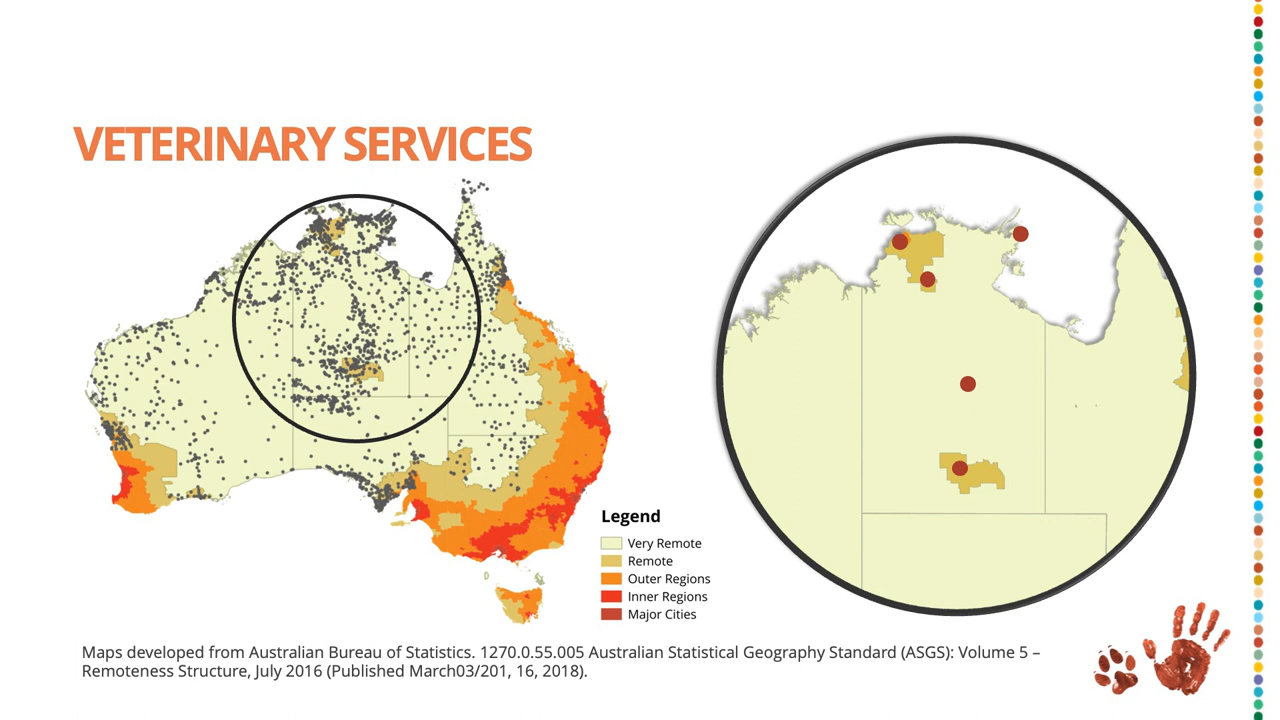 VETERINARY SERVICES
Legend
Very Remote
Remote
Outer Regions
Inner Regions
Major Cities
Maps developed from Australian Bureau of Statistics. 1270.0.55.005 Australian Statistical Geography Standard (ASGS): Volume 5 –
Remoteness Structure, July 2016 (Published March03/201, 16, 2018).